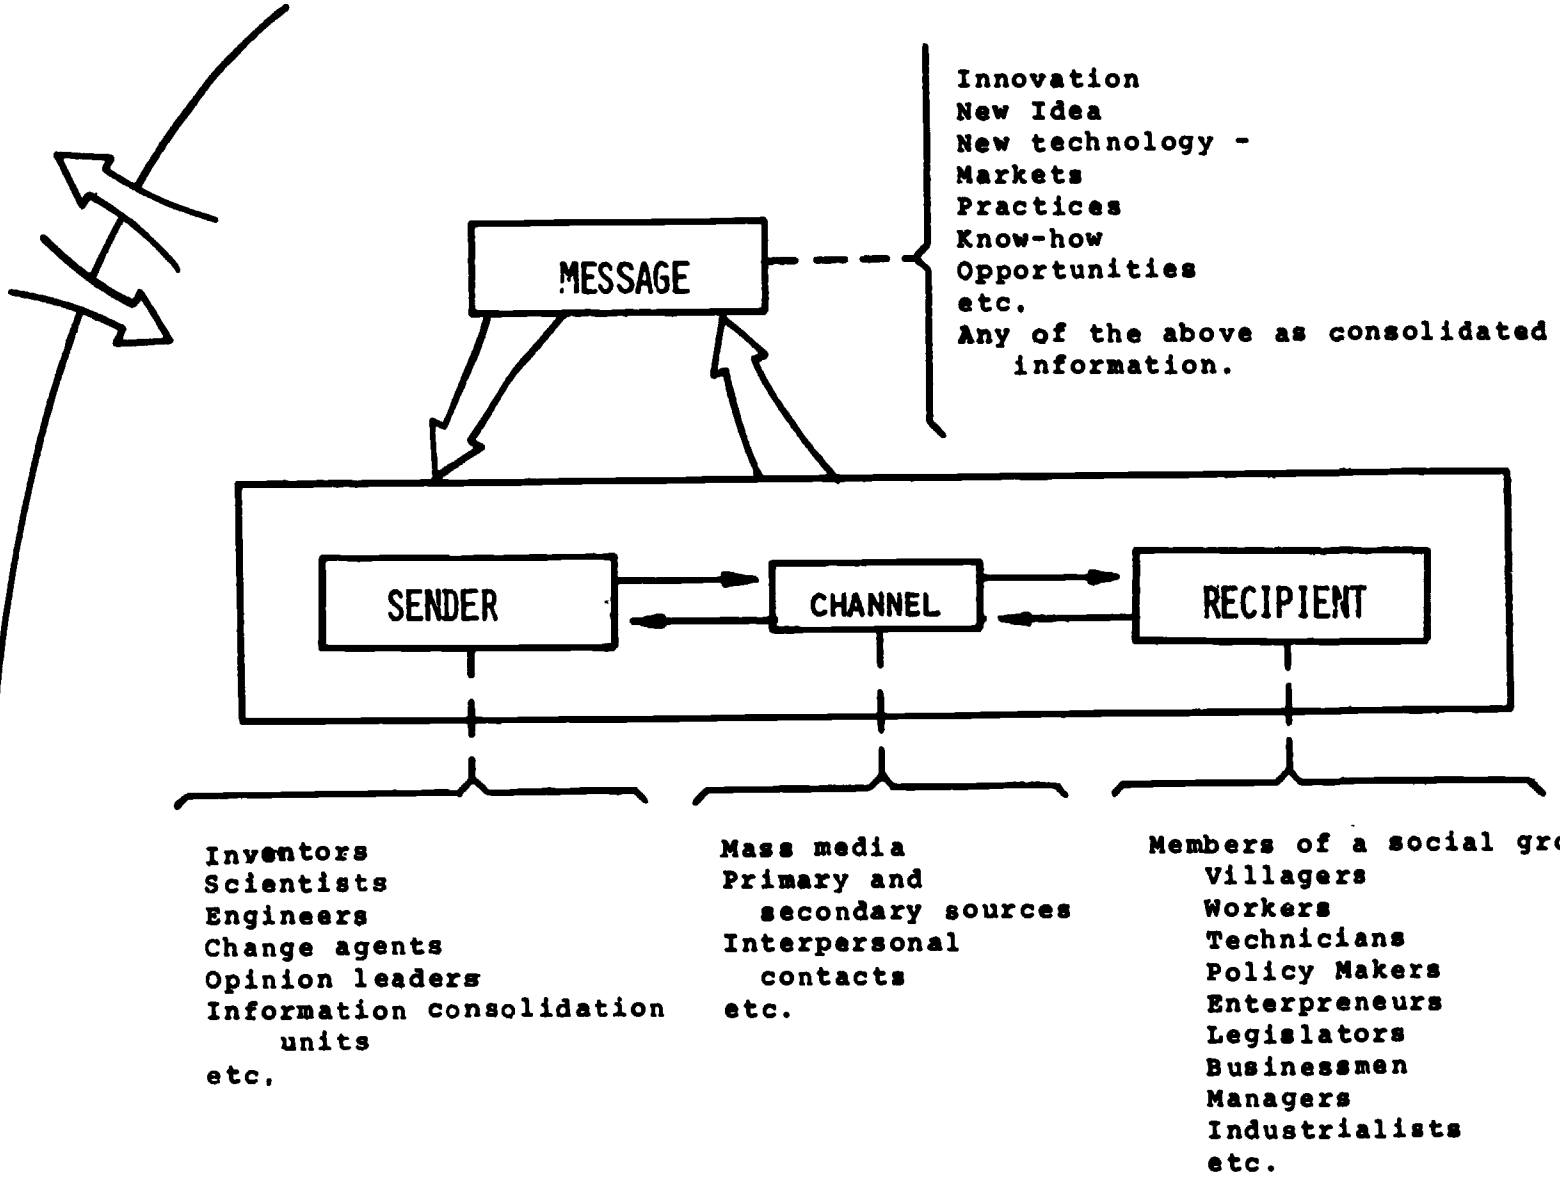 Innovation
New Idea
New technology -
Markets
Practices
Know-how
Opportunities
etc.
Any of the above as consolidated
information.
MESSAGE
SENDER
CHANNEL
RECIPIENT
Inventors
Scientists
Engineers
Change agents
Opinion leaders
Information consolidation
units
etc.
Mass media
Primary and
secondary sources
Interpersonal
contacts
etc.
Members of a social
Villagers
Workers
Technicians
Policy Makers
Enterpreneurs
Legislators
Businessmen
Managers
Industrialists
etc.